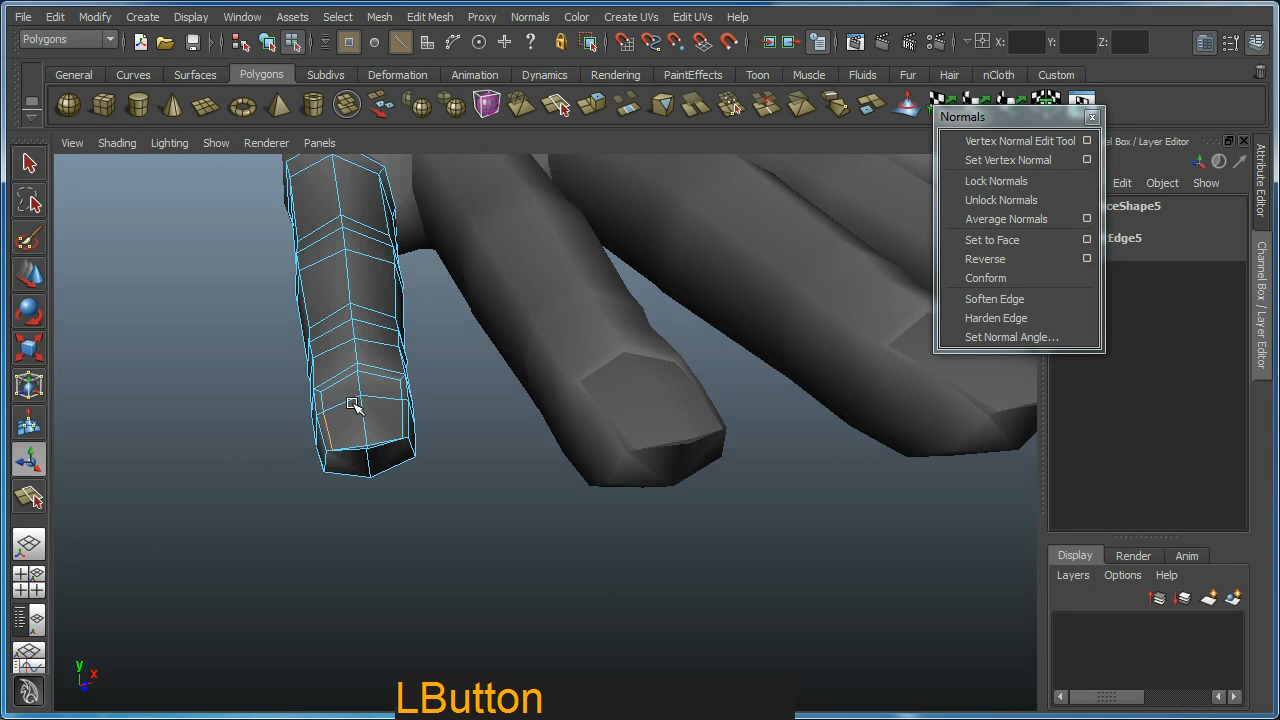 File Edit Modify Create Display Window Assets Select Mesh Edit Mesh Proxy Normals Color Create UVs Edit UVs Help
Polygons X: Y: Z:
General Curves Surfaces Polygons Subdivs Deformation Animation Dynamics Rendering PaintEffects Toon Muscle Fluids Fur Hair nCloth Custom
Normals
View Shading Lighting Show Renderer Panels
Vertex Normal Edit Tool
Set Vertex Normal
Lock Normals
Unlock Normals
Average Normals
Set to Face
Reverse
Conform
Soften Edge
Harden Edge
Set Normal Angle...
el Box / Layer Editor
Edit Object Show
ceShape5
Edge5
Attribute Editor
Channel Box / Layer Editor
Display Render Anim
Layers Options Help
y
x
LButton